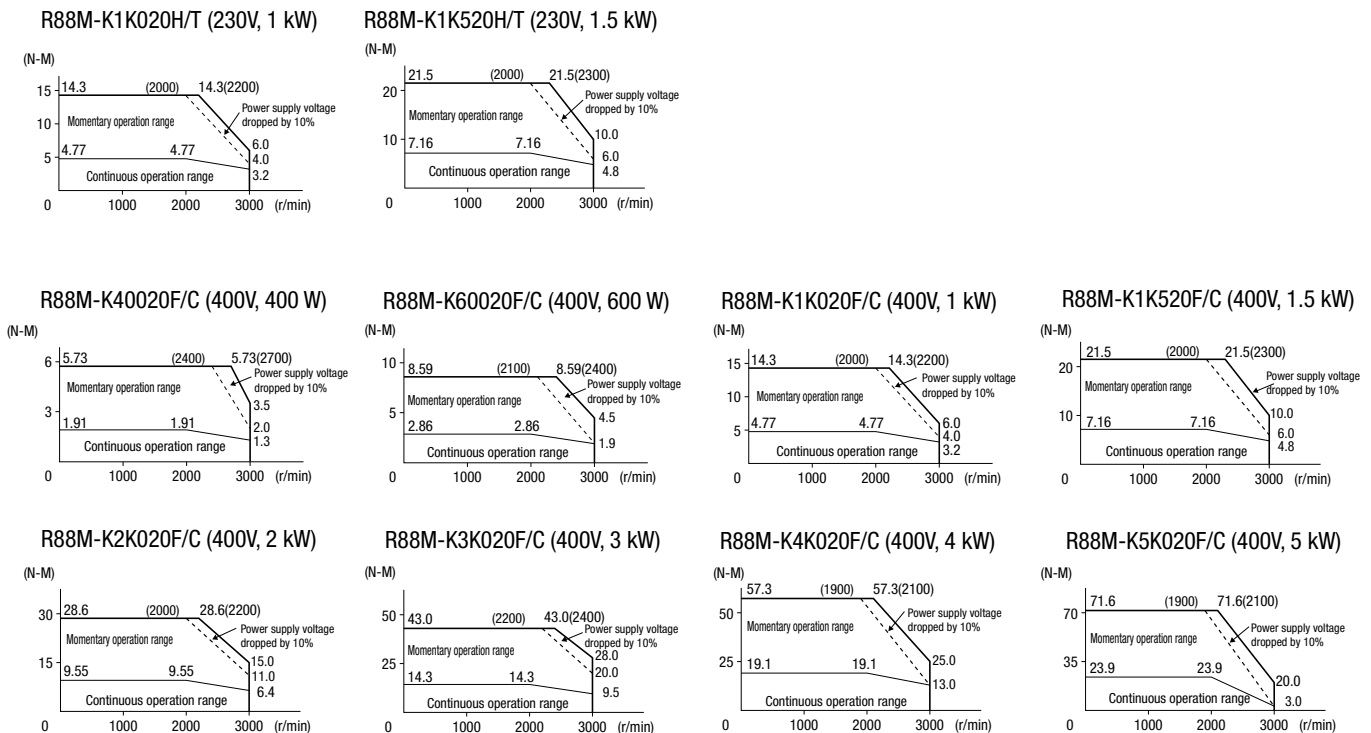 R88M-K1K020H/T (230V, 1 kW)
(N-M)
15
14.3
(2000)
14.3(2200)
Power supply voltage
dropped by 10%
10
Momentary operation range
6.0
5
4.77
4.77
4.0
3.2
Continuous operation range
0
1000
2000
3000
(r/min)
R88M-K1K520H/T (230V, 1.5 kW)
(N-M)
21.5
(2000)
21.5(2300)
20
Power supply voltage
dropped by 10%
Momentary operation range
10
10.0
7.16
7.16
6.0
4.8
Continuous operation range
0
1000
2000
3000
(r/min)
R88M-K40020F/C (400V, 400 W)
(N-M)
6
5.73
(2400)
5.73(2700)
Power supply voltage
dropped by 10%
Momentary operation range
3.5
3
1.91
1.91
2.0
1.3
Continuous operation range
0
1000
2000
3000
(r/min)
R88M-K60020F/C (400V, 600 W)
(N-M)
10
8.59
(2100)
8.59(2400)
Power supply voltage
dropped by 10%
Momentary operation range
5
4.5
2.86
2.86
1.9
Continuous operation range
0
1000
2000
3000
(r/min)
R88M-K1K020F/C (400V, 1 kW)
(N-M)
15
14.3
(2000)
14.3(2200)
Power supply voltage
dropped by 10%
10
Momentary operation range
6.0
5
4.77
4.77
4.0
3.2
Continuous operation range
0
1000
2000
3000
(r/min)
R88M-K1K520F/C (400V, 1.5 kW)
(N-M)
21.5
(2000)
21.5(2300)
20
Power supply voltage
dropped by 10%
Momentary operation range
10
10.0
7.16
7.16
6.0
4.8
Continuous operation range
0
1000
2000
3000
(r/min)
R88M-K2K020F/C (400V, 2 kW)
(N-M)
30
28.6
(2000)
28.6(2200)
Power supply voltage
dropped by 10%
Momentary operation range
15
15.0
9.55
9.55
11.0
6.4
Continuous operation range
0
1000
2000
3000
(r/min)
R88M-K3K020F/C (400V, 3 kW)
(N-M)
50
43.0
(2200)
43.0(2400)
Power supply voltage
dropped by 10%
Momentary operation range
28.0
25
20.0
14.3
14.3
9.5
Continuous operation range
0
1000
2000
3000
(r/min)
R88M-K4K020F/C (400V, 4 kW)
(N-M)
57.3
(1900)
57.3(2100)
50
Power supply voltage
dropped by 10%
Momentary operation range
25
25.0
19.1
19.1
13.0
Continuous operation range
0
1000
2000
3000
(r/min)
R88M-K5K020F/C (400V, 5 kW)
(N-M)
70
71.6
(1900)
71.6(2100)
Power supply voltage
dropped by 10%
Momentary operation range
35
23.9
23.9
20.0
3.0
Continuous operation range
0
1000
2000
3000
(r/min)